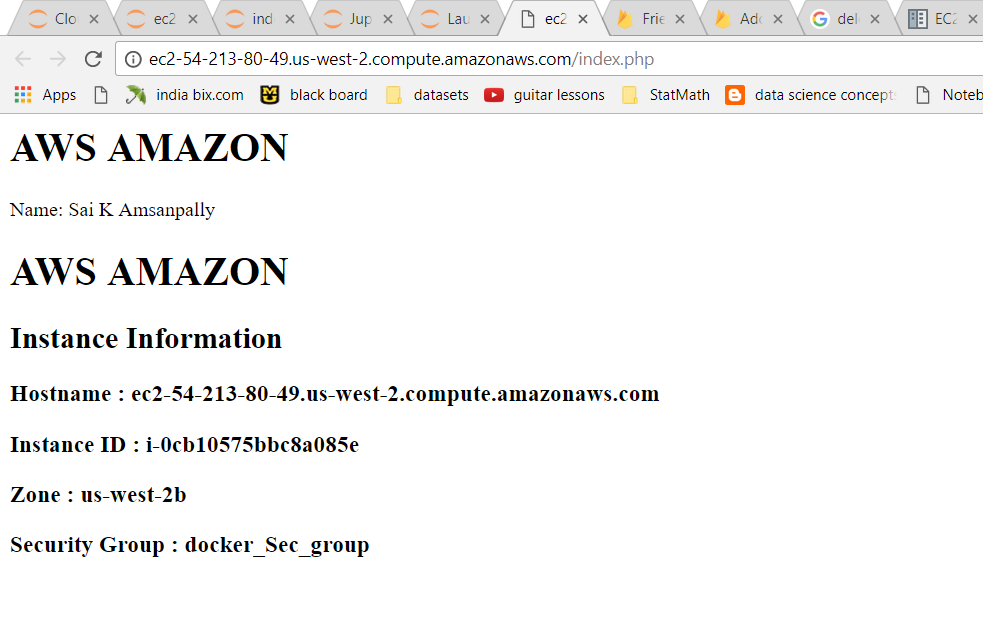 Clo ec2 ind Jup Lau ec2 Frie Ado del EC2
ec2-54-213-80-49.us-west-2.compute.amazonaws.com/index.php
Apps india bix.com black board datasets guitar lessons StatMath data science concept Noteb
AWS AMAZON
Name: Sai K Amsanpally
AWS AMAZON
Instance Information
Hostname : ec2-54-213-80-49.us-west-2.compute.amazonaws.com
Instance ID : i-0cb10575bbc8a085e
Zone : us-west-2b
Security Group : docker_Sec_group